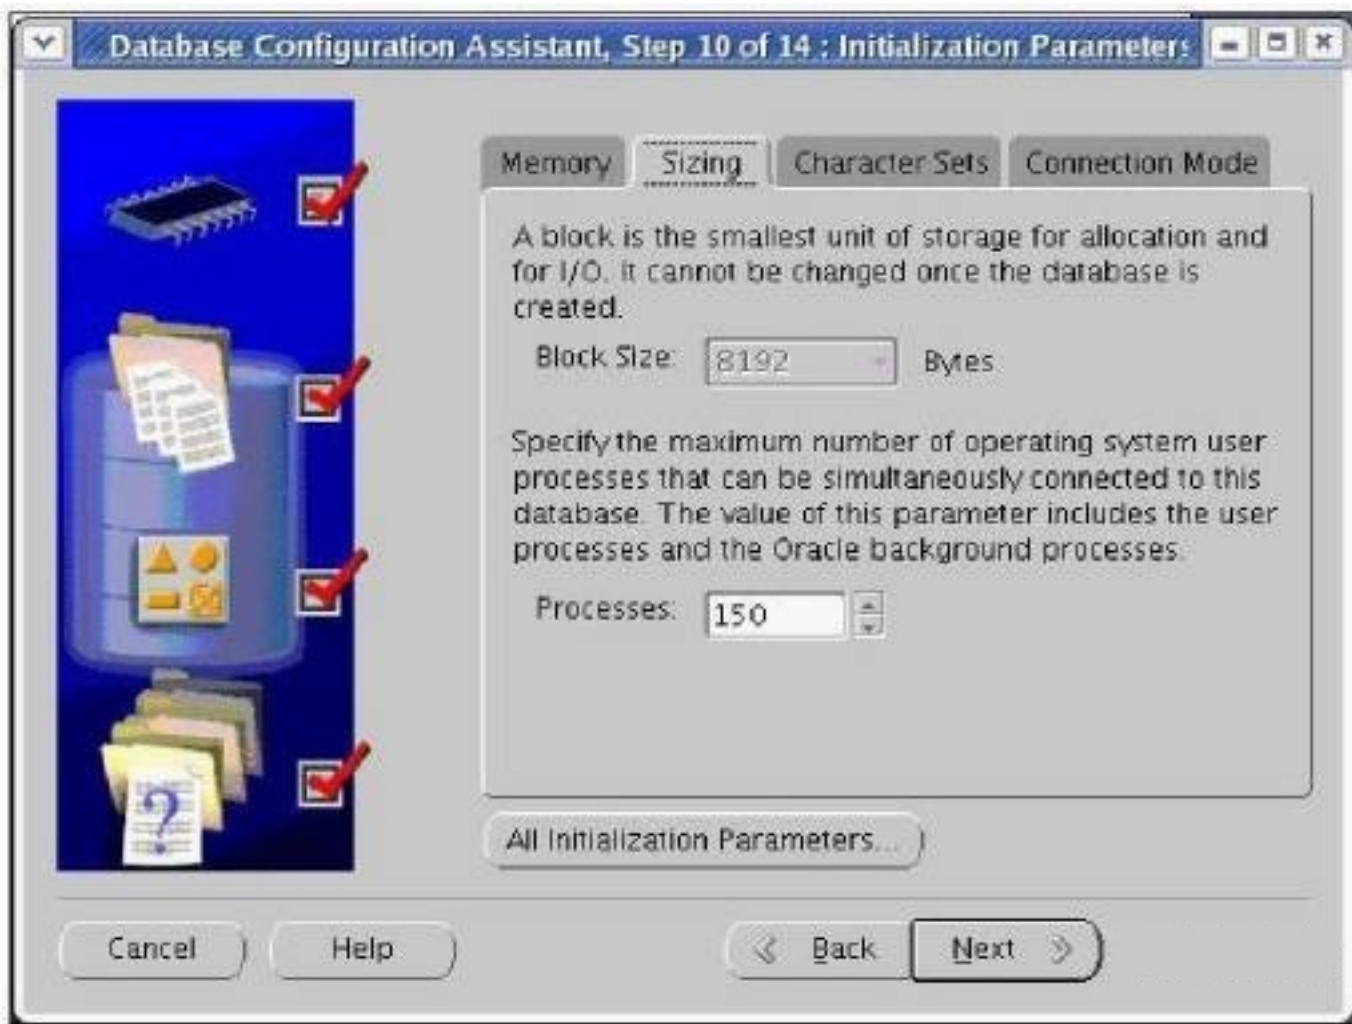 Database Configuration Assistant, Step 10 of 14 : Initialization Parameters
Memory
Sizing
Character Sets
Connection Mode
A block is the smallest unit of storage for allocation and
for I/O. It cannot be changed once the database is
created.
Block Size: 8192 Bytes
Specify the maximum number of operating system user
processes that can be simultaneously connected to this
database. The value of this parameter includes the user
processes and the Oracle background processes.
Processes: 150
?
All Initialization Parameters...
Cancel
Help
Back
Next